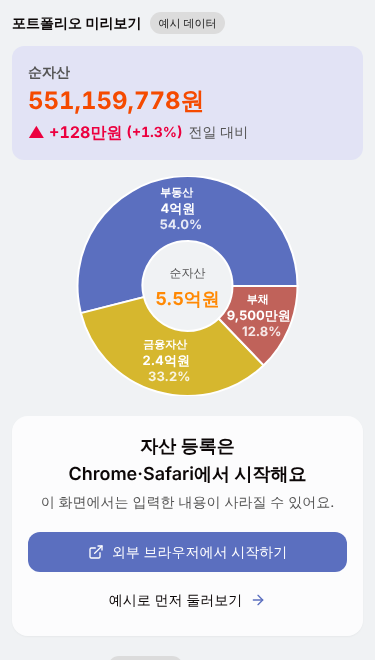 포트폴리오 미리보기 예시 데이터
순자산
551,159,778원
▲ +128만원 (+1.3%) 전일 대비
부동산
4억원
54.0%
순자산
5.5억원
부채
9,500만원
12.8%
금융자산
2.4억원
33.2%
자산 등록은
Chrome·Safari에서 시작해요
이 화면에서는 입력한 내용이 사라질 수 있어요.
외부 브라우저에서 시작하기
예시로 먼저 둘러보기 →